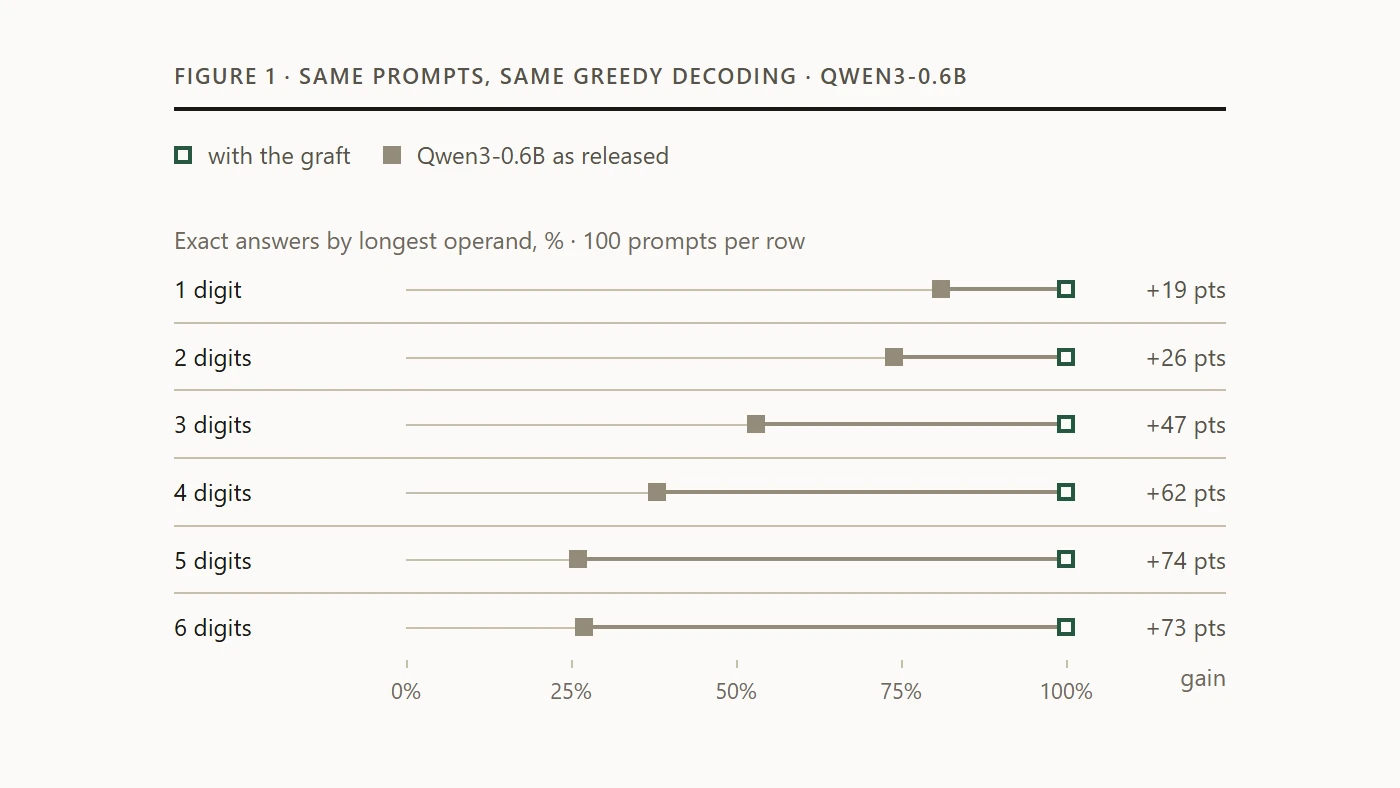 FIGURE 1 · SAME PROMPTS, SAME GREEDY DECODING · QWEN3-0.6B
with the graft Qwen3-0.6B as released
Exact answers by longest operand, % · 100 prompts per row
1 digit +19 pts
2 digits +26 pts
3 digits +47 pts
4 digits +62 pts
5 digits +74 pts
6 digits +73 pts
gain
0% 25% 50% 75% 100%